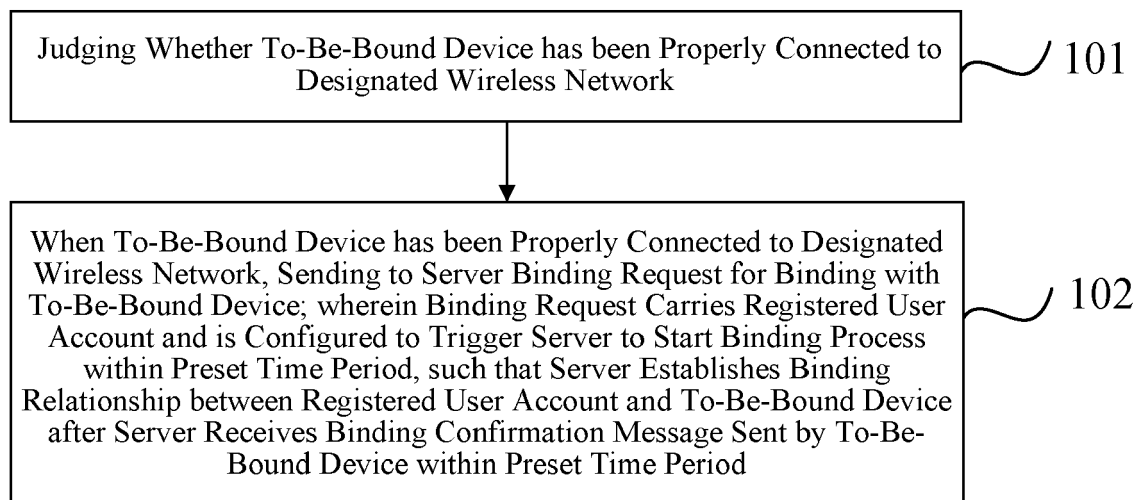 Judging Whether To-Be-Bound Device has been Properly Connected to
Designated Wireless Network
101
When To-Be-Bound Device has been Properly Connected to Designated
Wireless Network, Sending to Server Binding Request for Binding with
To-Be-Bound Device; wherein Binding Request Carries Registered User
Account and is Configured to Trigger Server to Start Binding Process
within Preset Time Period, such that Server Establishes Binding
Relationship between Registered User Account and To-Be-Bound Device
after Server Receives Binding Confirmation Message Sent by To-Be-
Bound Device within Preset Time Period
102